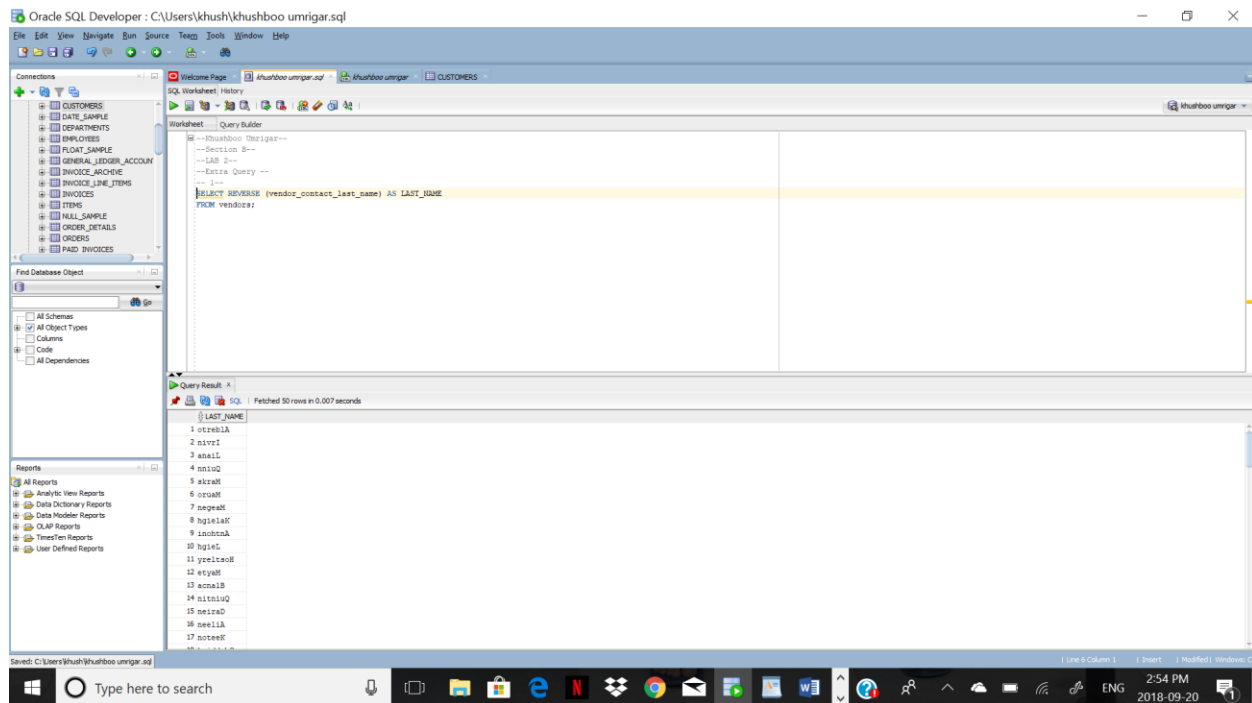 Oracle SQL Developer : C:\Users\khush\khushboo umrigar.sql
File Edit View Navigate Run Source Team Tools Window Help
Connections
CUSTOMERS
DATE_SAMPLE
DEPARTMENTS
EMPLOYEES
FLOAT_SAMPLE
GENERAL_LEDGER_ACCOUN
INVOICE_ARCHIVE
INVOICE_LINE_ITEMS
INVOICES
ITEMS
NULL_SAMPLE
ORDER_DETAILS
ORDERS
PAID_INVOICES
Find Database Object
Go
All Schemas
All Object Types
Columns
Code
All Dependencies
Reports
All Reports
Analytic View Reports
Data Dictionary Reports
Data Modeler Reports
OLAP Reports
TimesTen Reports
User Defined Reports
Welcome Page khushboo umrigar.sql khushboo umrigar CUSTOMERS
SQL Worksheet History
khushboo umrigar
Worksheet Query Builder
--Khushboo Umrigar--
--Section B--
--LAB 2--
--Extra Query --
-- 1--
SELECT REVERSE (vendor_contact_last_name) AS LAST_NAME
FROM vendors;
Query Result ×
SQL | Fetched 50 rows in 0.007 seconds
LAST_NAME
1 otreblA
2 nivrI
3 anaiL
4 nniuQ
5 skraM
6 oruaM
7 negeaM
8 hgielaK
9 inohtnA
10 hgieL
11 yreltsoH
12 etyaM
13 acnalB
14 nitniuQ
15 neiraD
16 neeliA
17 noteeK
Saved: C:\Users\khush\khushboo umrigar.sql
| Line 6 Column 1 | Insert | Modified | Windows: C
Type here to search
ENG
2:54 PM
2018-09-20